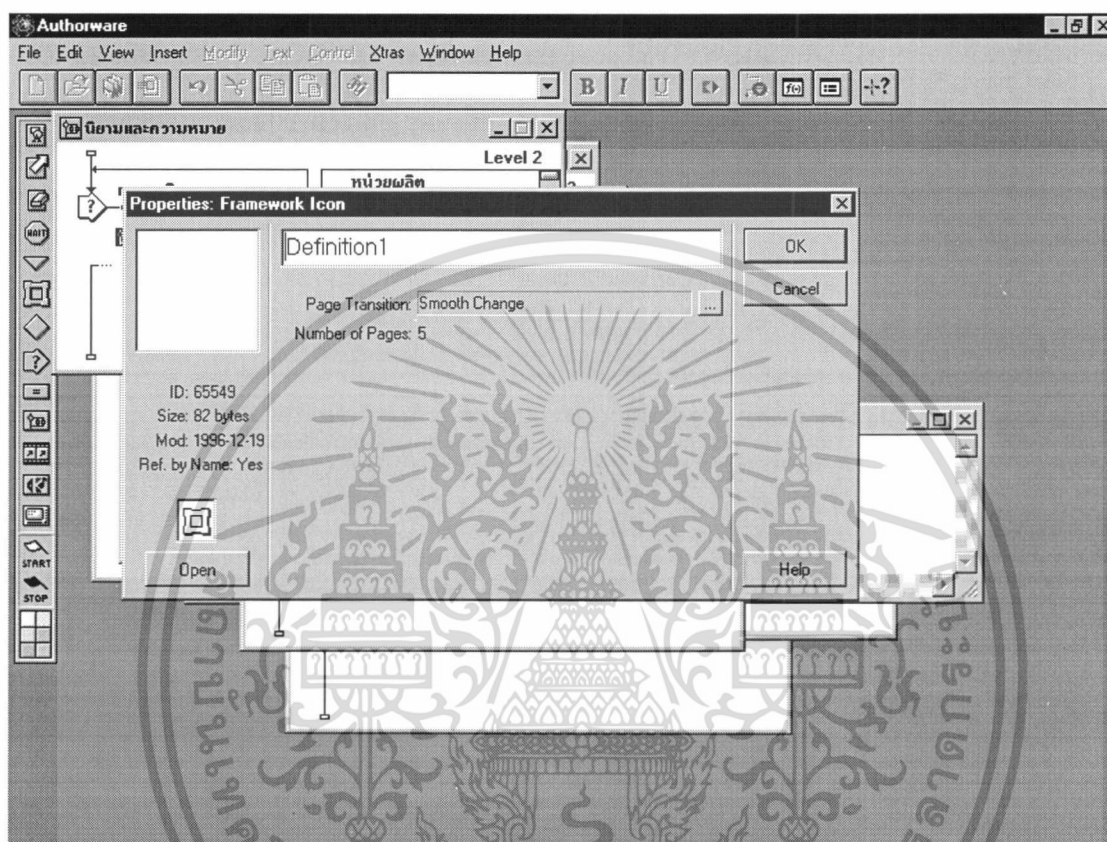 Authorware
File Edit View Insert Modify Text Control Xtras Window Help
B I U
นิยามและความหมาย
Level 2
หน่วยผลิต
Properties: Framework Icon
Definition1
OK
Page Transition: Smooth Change
...
Cancel
Number of Pages: 5
ID: 65549
Size: 82 bytes
Mod: 1996-12-19
Ref. by Name: Yes
Open
Help
WAIT
START
STOP